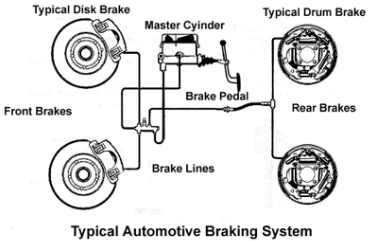 Typical Disk Brake
Master Cyinder
Typical Drum Brake
Front Brakes
Brake Pedal
Rear Brakes
Brake Lines
Typical Automotive Braking System